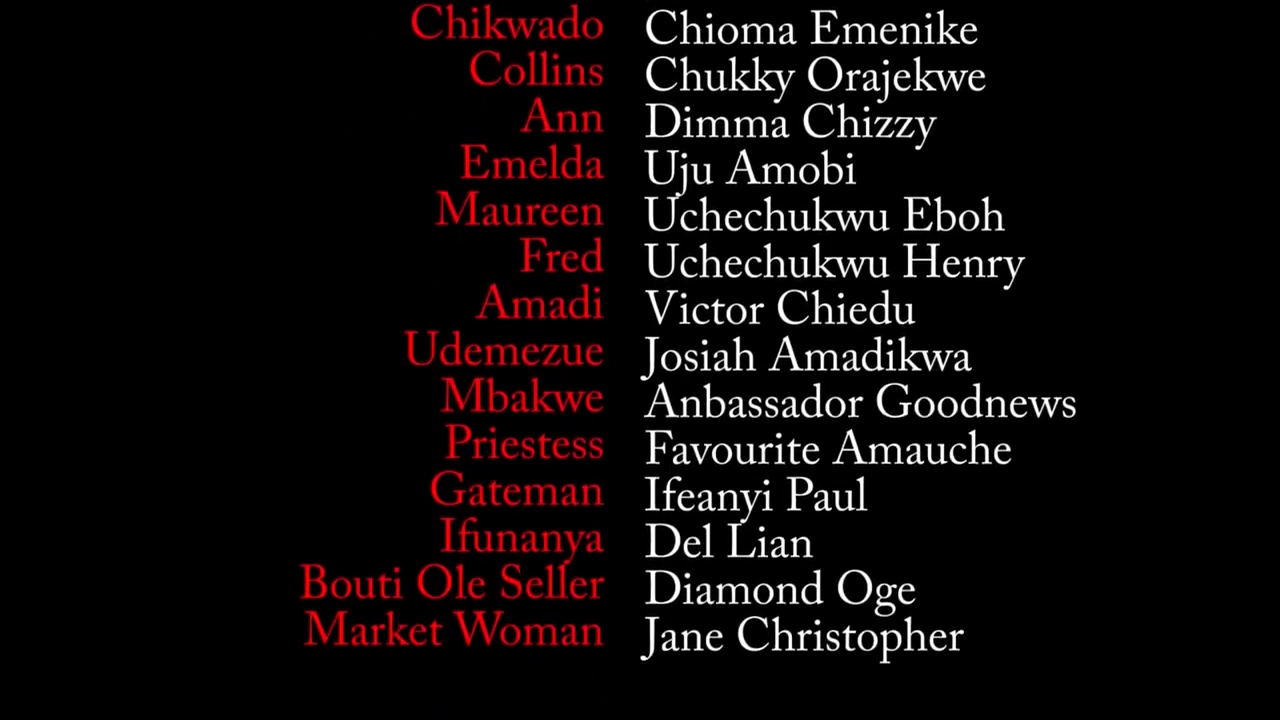 Chikwado Chioma Emenike
Collins Chukky Orajekwe
Ann Dimma Chizzy
Emelda Uju Amobi
Maureen Uchechukwu Eboh
Fred Uchechukwu Henry
Amadi Victor Chiedu
Udemezue Josiah Amadikwa
Mbakwe Anbassador Goodnews
Priestess Favourite Amauche
Gateman Ifeanyi Paul
Ifunanya Del Lian
Bouti Ole Seller Diamond Oge
Market Woman Jane Christopher